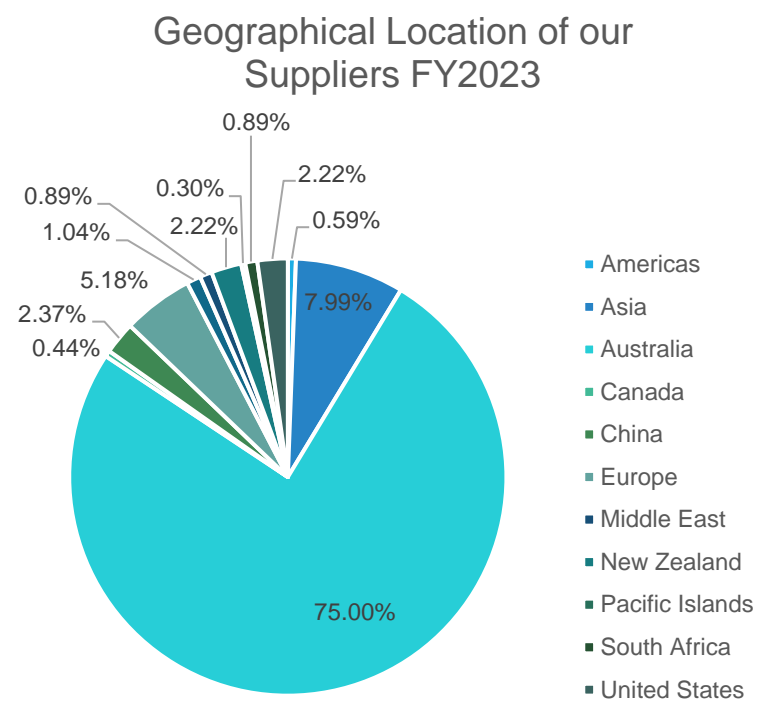 Geographical Location of our
Suppliers FY2023
0.89%
0.30%
2.22%
0.89%
2.22%
0.59%
1.04%
5.18%
7.99%
2.37%
0.44%
75.00%
Americas
Asia
Australia
Canada
China
Europe
Middle East
New Zealand
Pacific Islands
South Africa
United States